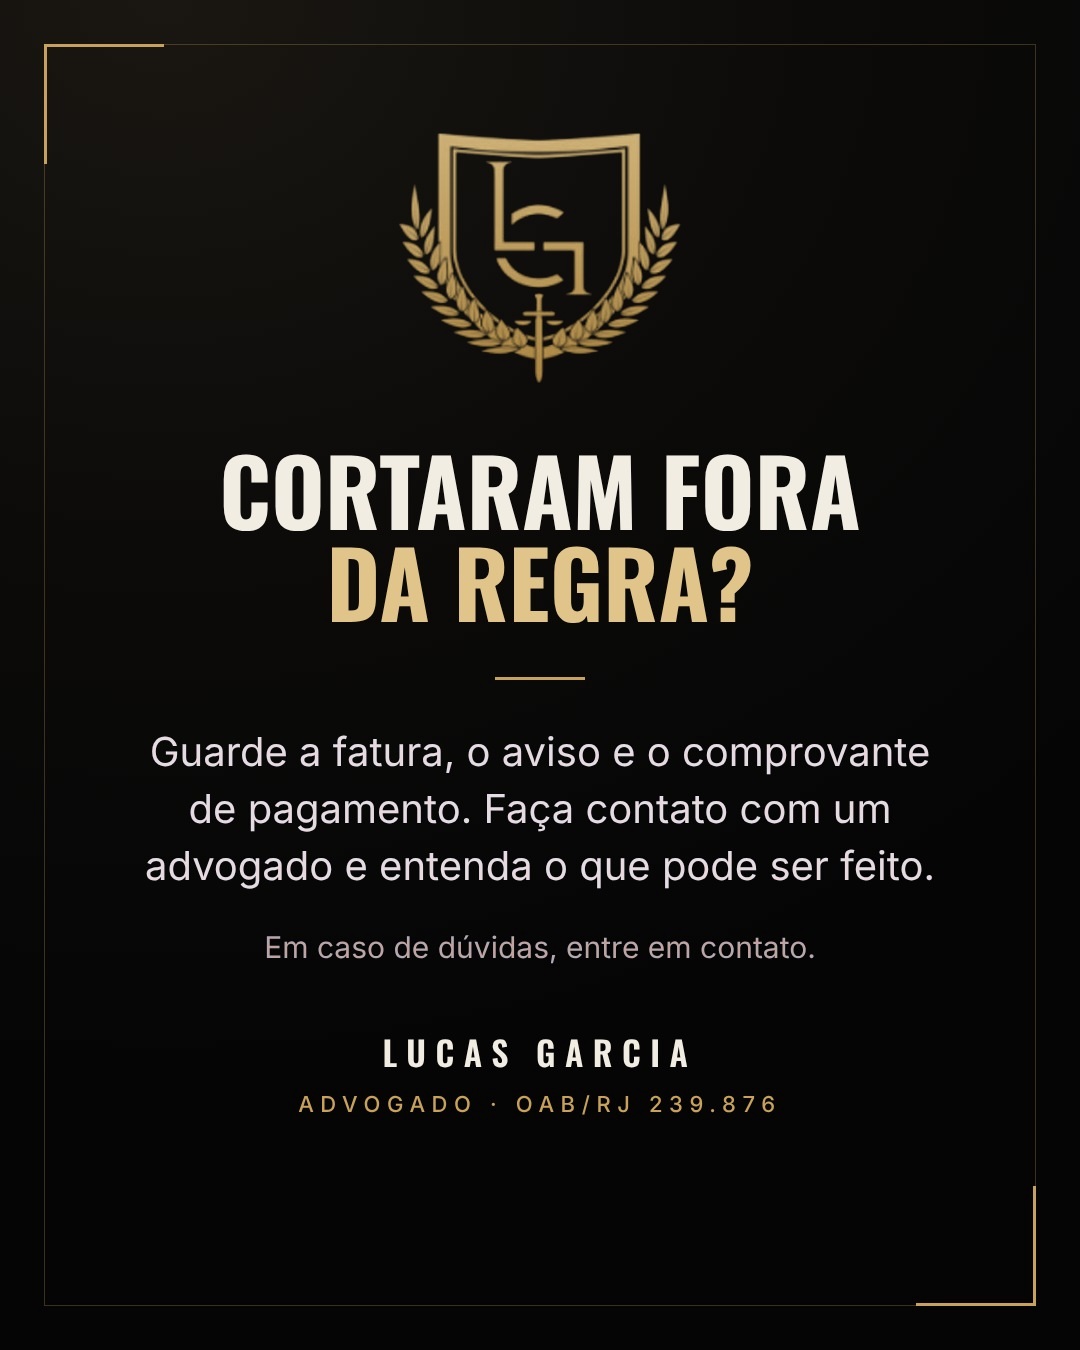 LG
CORTARAM FORA
DA REGRA?
Guarde a fatura, o aviso e o comprovante
de pagamento. Faça contato com um
advogado e entenda o que pode ser feito.
Em caso de dúvidas, entre em contato.
LUCAS GARCIA
ADVOGADO · OAB/RJ 239.876